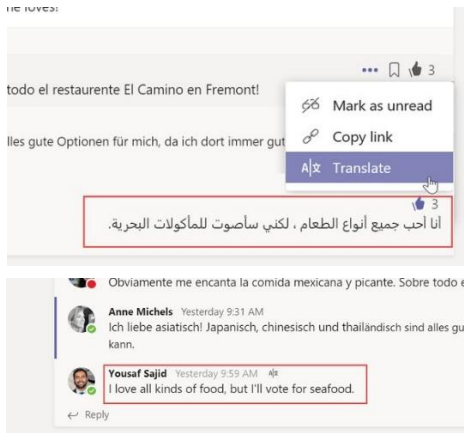 he loves!
3
todo el restaurente El Camino en Fremont!
Mark as unread
lles gute Optionen für mich, da ich dort immer gut
Copy link
Translate
3
أنا أحب جميع أنواع الطعام ، لكني سأصوت للمأكولات البحرية.
Obviamente me encanta la comida mexicana y picante. Sobre todo e
Anne Michels Yesterday 9:31 AM
Ich liebe asiatisch! Japanisch, chinesisch und thailändisch sind alles gu
kann.
Yousaf Sajid Yesterday 9:59 AM
I love all kinds of food, but I'll vote for seafood.
Reply